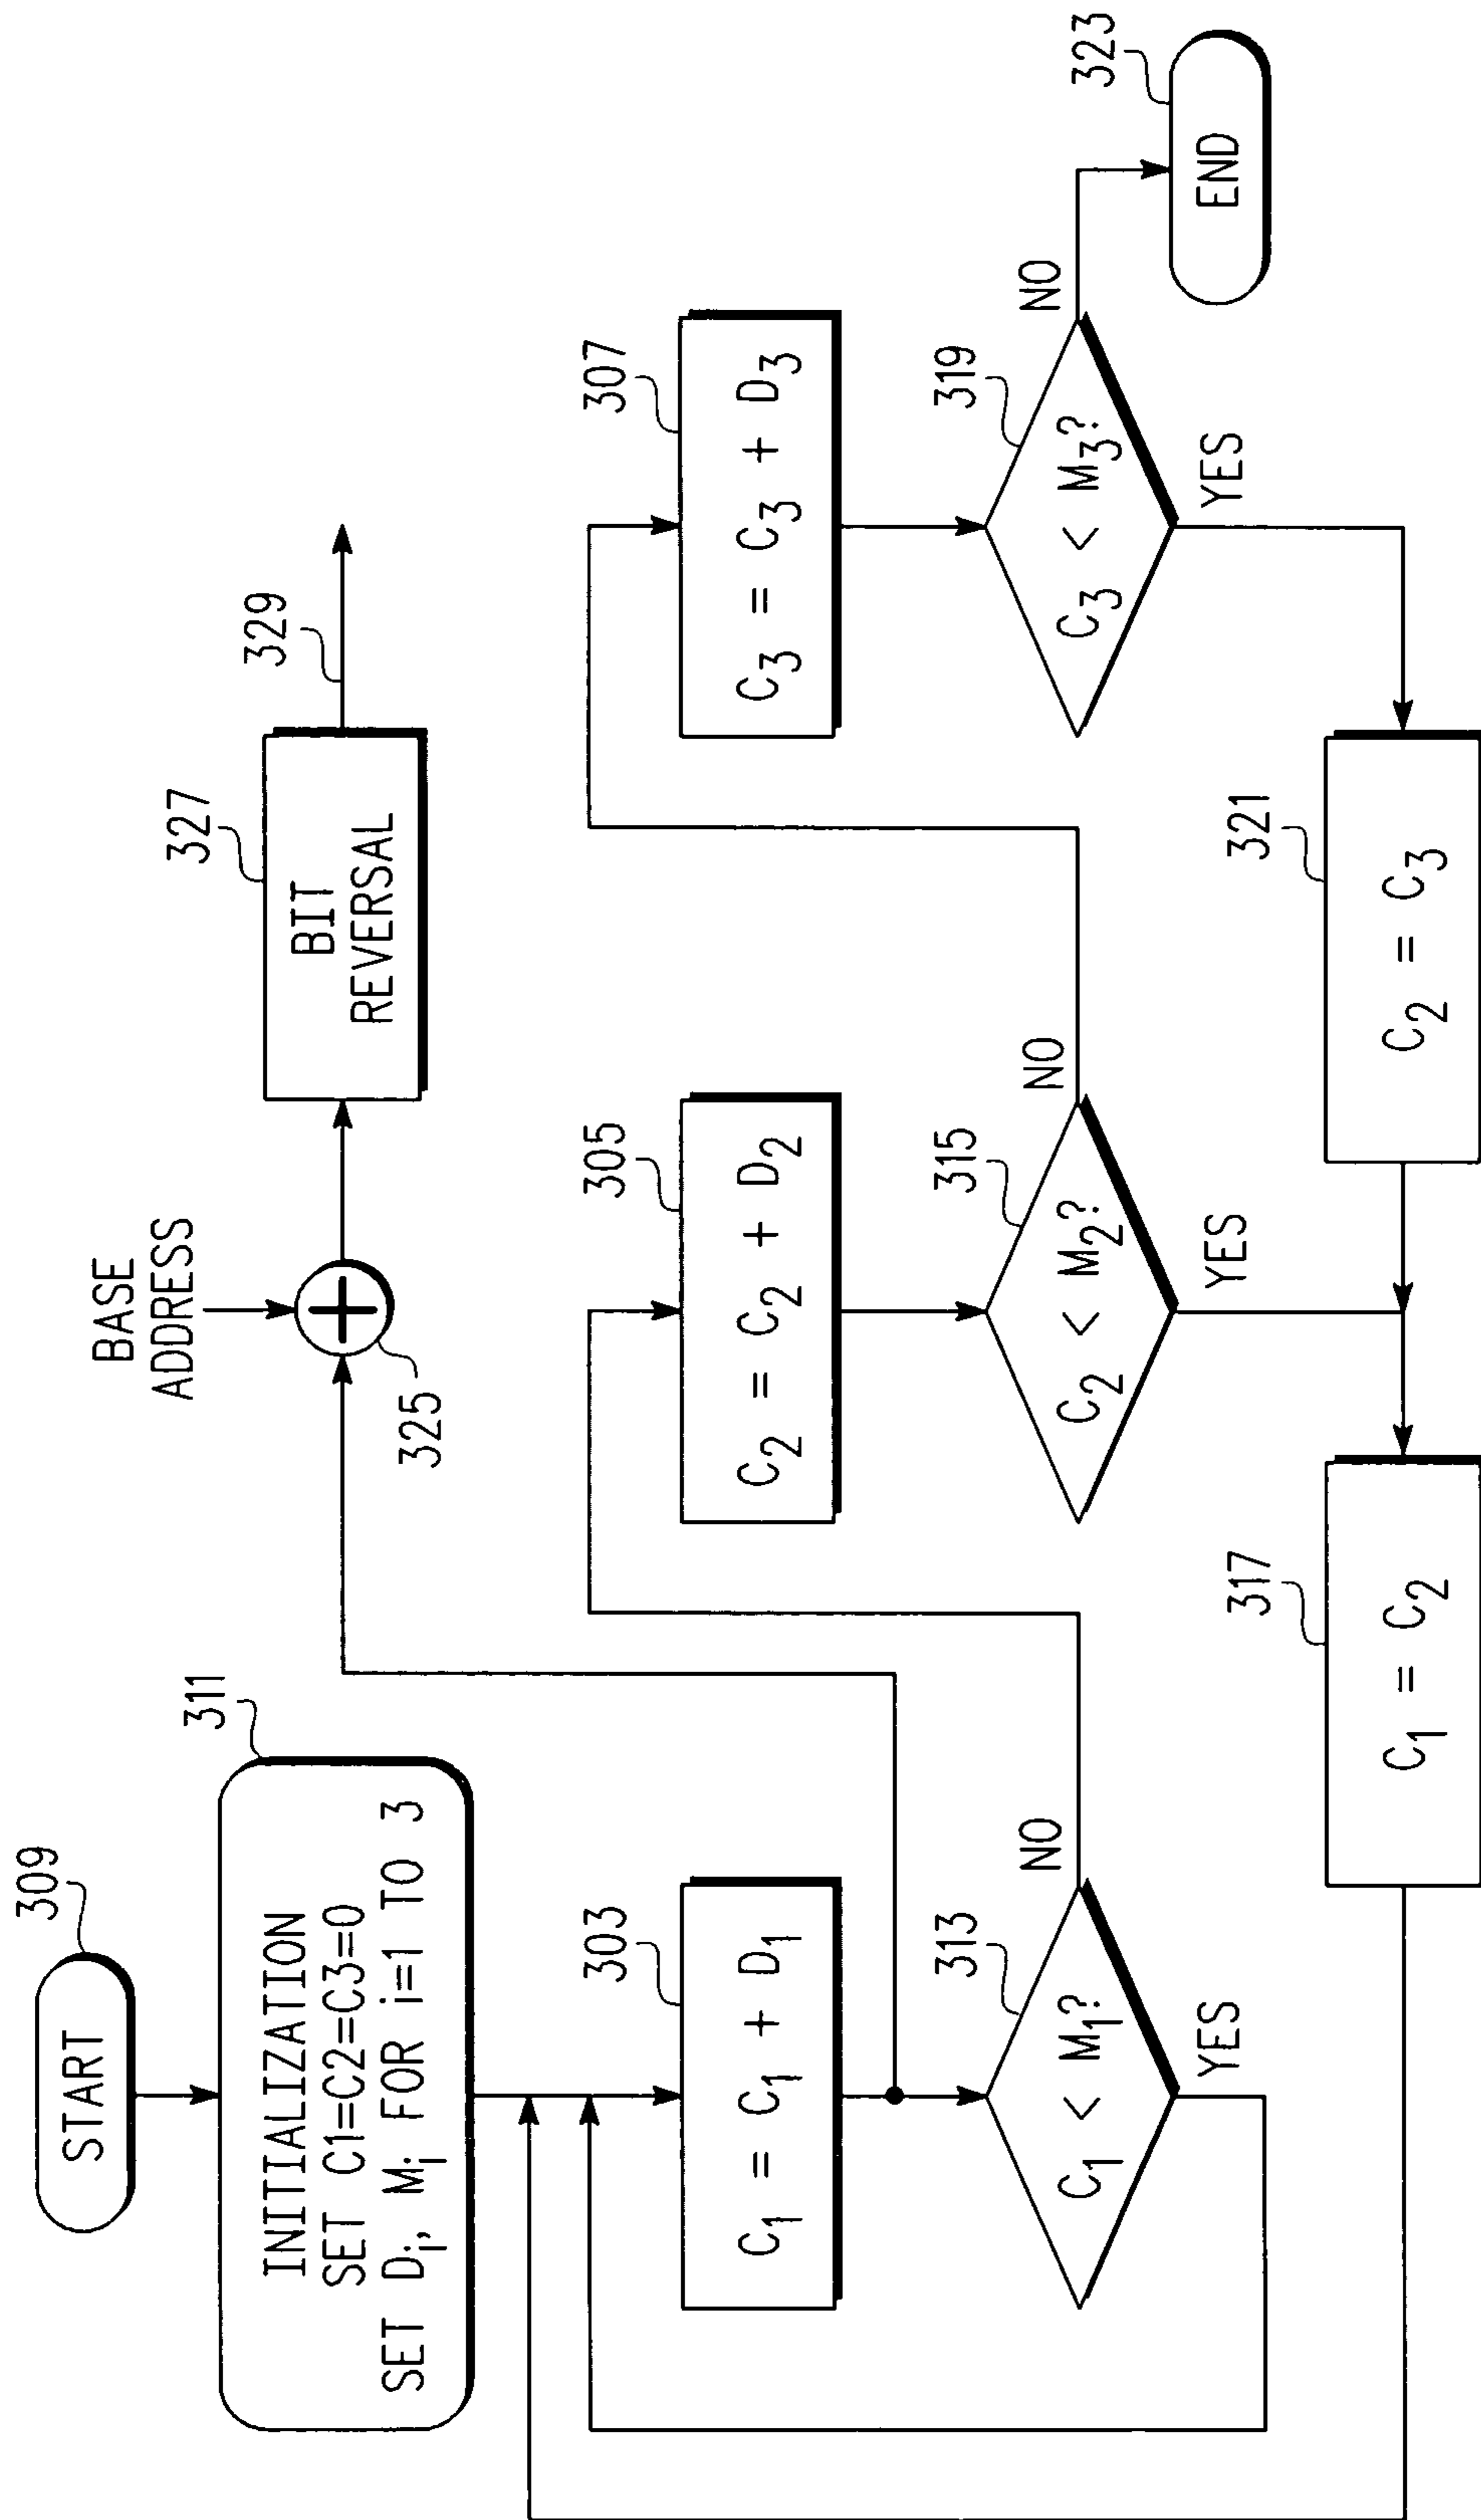 309
START
311
INITIALIZATION
SET C1=C2=C3=0
SET Di, Mi FOR i=1 TO 3
BASE
ADDRESS
325
327
BIT
REVERSAL
329
303
C1 = C1 + D1
313
C1 < M1?
NO
YES
305
C2 = C2 + D2
315
C2 < M2?
NO
YES
307
C3 = C3 + D3
319
C3 < M3?
NO
YES
323
END
317
C1 = C2
321
C2 = C3